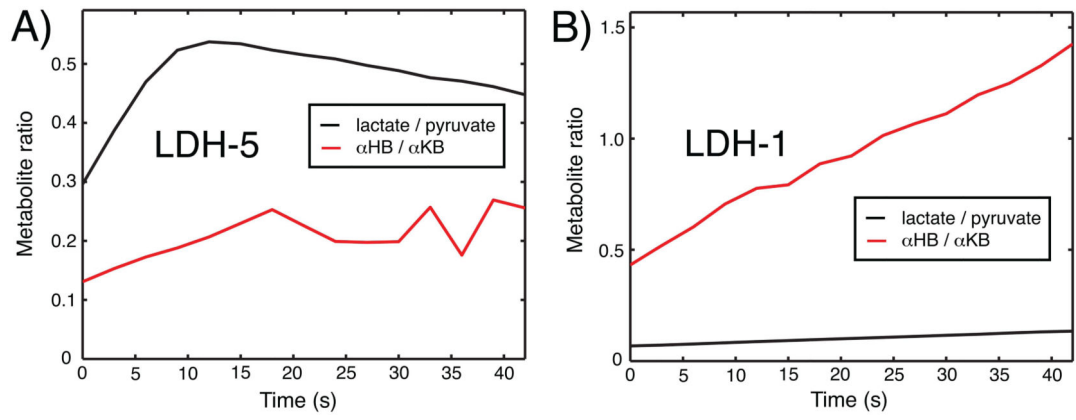 A)
Metabolite ratio
0.5
0.4
0.3
0.2
0.1
0
lactate / pyruvate
αHB / αKB
LDH-5
0 5 10 15 20 25 30 35 40
Time (s)
B)
Metabolite ratio
1.5
1.0
0.5
0
LDH-1
lactate / pyruvate
αHB / αKB
0 5 10 15 20 25 30 35 40
Time (s)